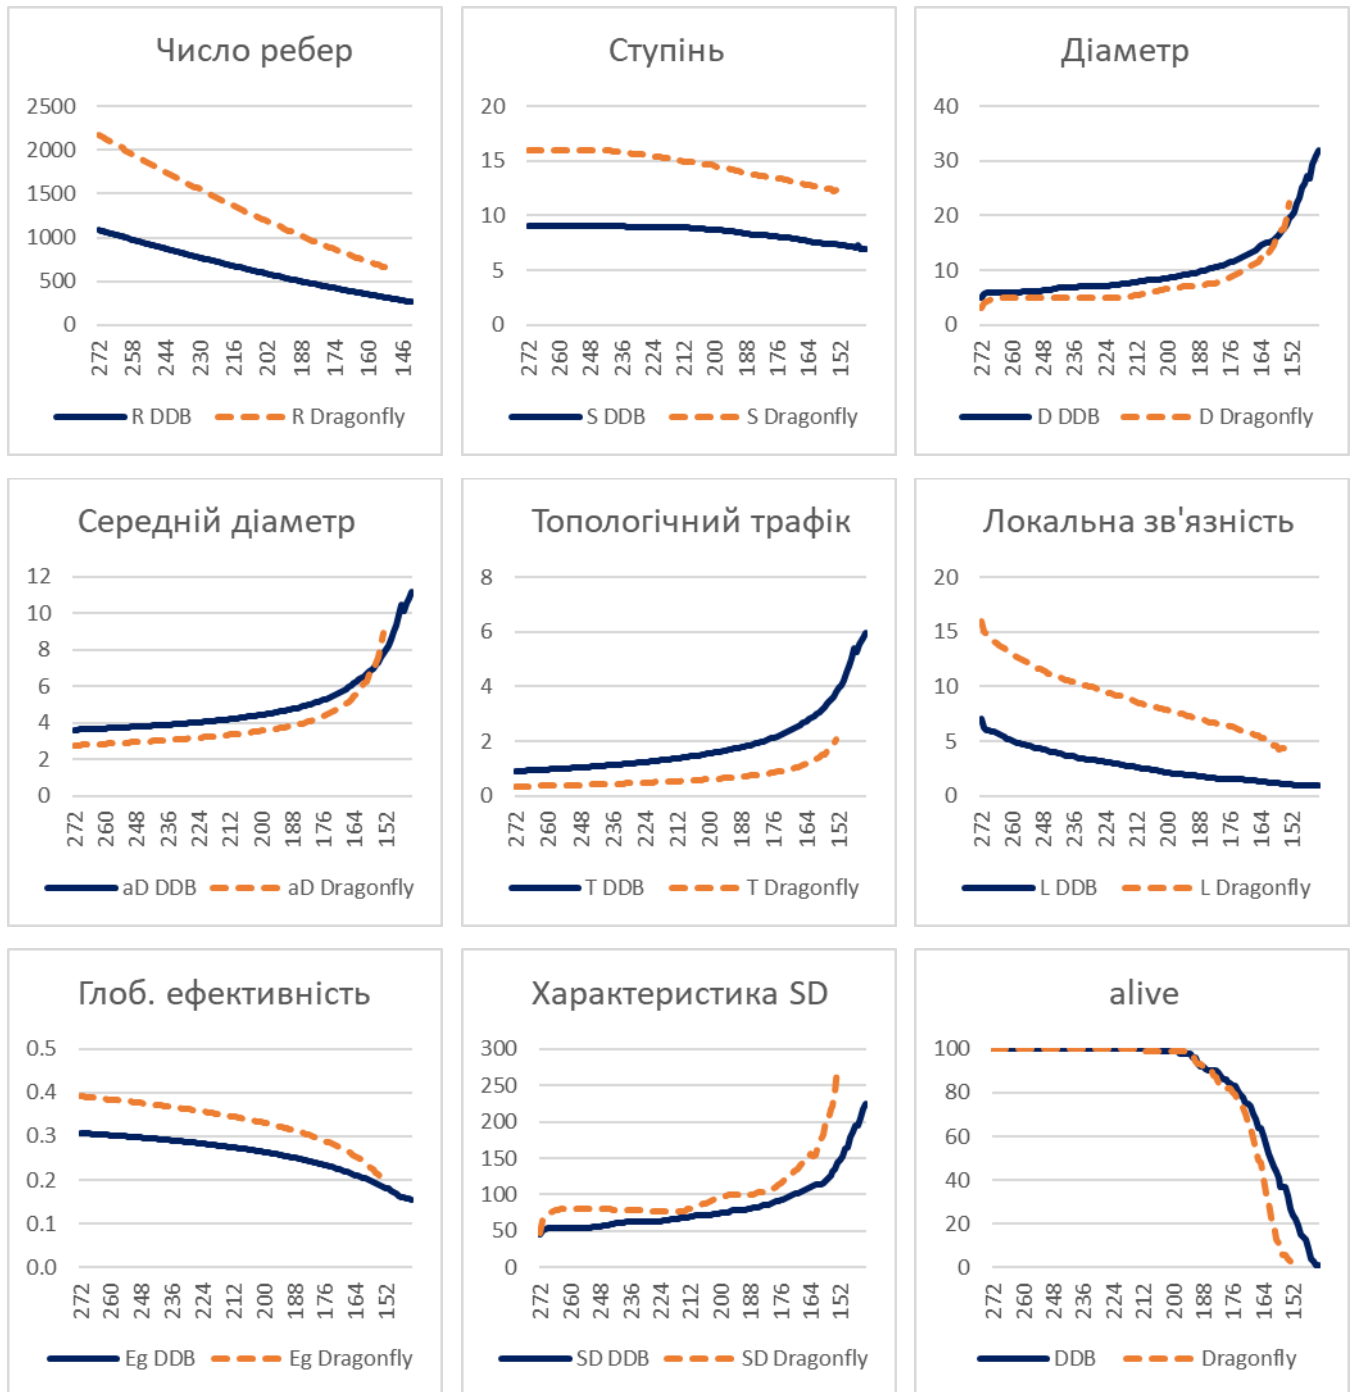 Число ребер
2500
2000
1500
1000
500
0
272 258 244 230 216 202 188 174 160 146
R DDB R Dragonfly
Ступінь
20
15
10
5
0
272 260 248 236 224 212 200 188 176 164 152
S DDB S Dragonfly
Діаметр
40
30
20
10
0
272 260 248 236 224 212 200 188 176 164 152
D DDB D Dragonfly
Середній діаметр
12
10
8
6
4
2
0
272 260 248 236 224 212 200 188 176 164 152
aD DDB aD Dragonfly
Топологічний трафік
8
6
4
2
0
272 260 248 236 224 212 200 188 176 164 152
T DDB T Dragonfly
Локальна зв'язність
20
15
10
5
0
272 260 248 236 224 212 200 188 176 164 152
L DDB L Dragonfly
Глоб. ефективність
0.5
0.4
0.3
0.2
0.1
0.0
272 260 248 236 224 212 200 188 176 164 152
Eg DDB Eg Dragonfly
Характеристика SD
300
250
200
150
100
50
0
272 260 248 236 224 212 200 188 176 164 152
SD DDB SD Dragonfly
alive
100
80
60
40
20
0
272 260 248 236 224 212 200 188 176 164 152
DDB Dragonfly